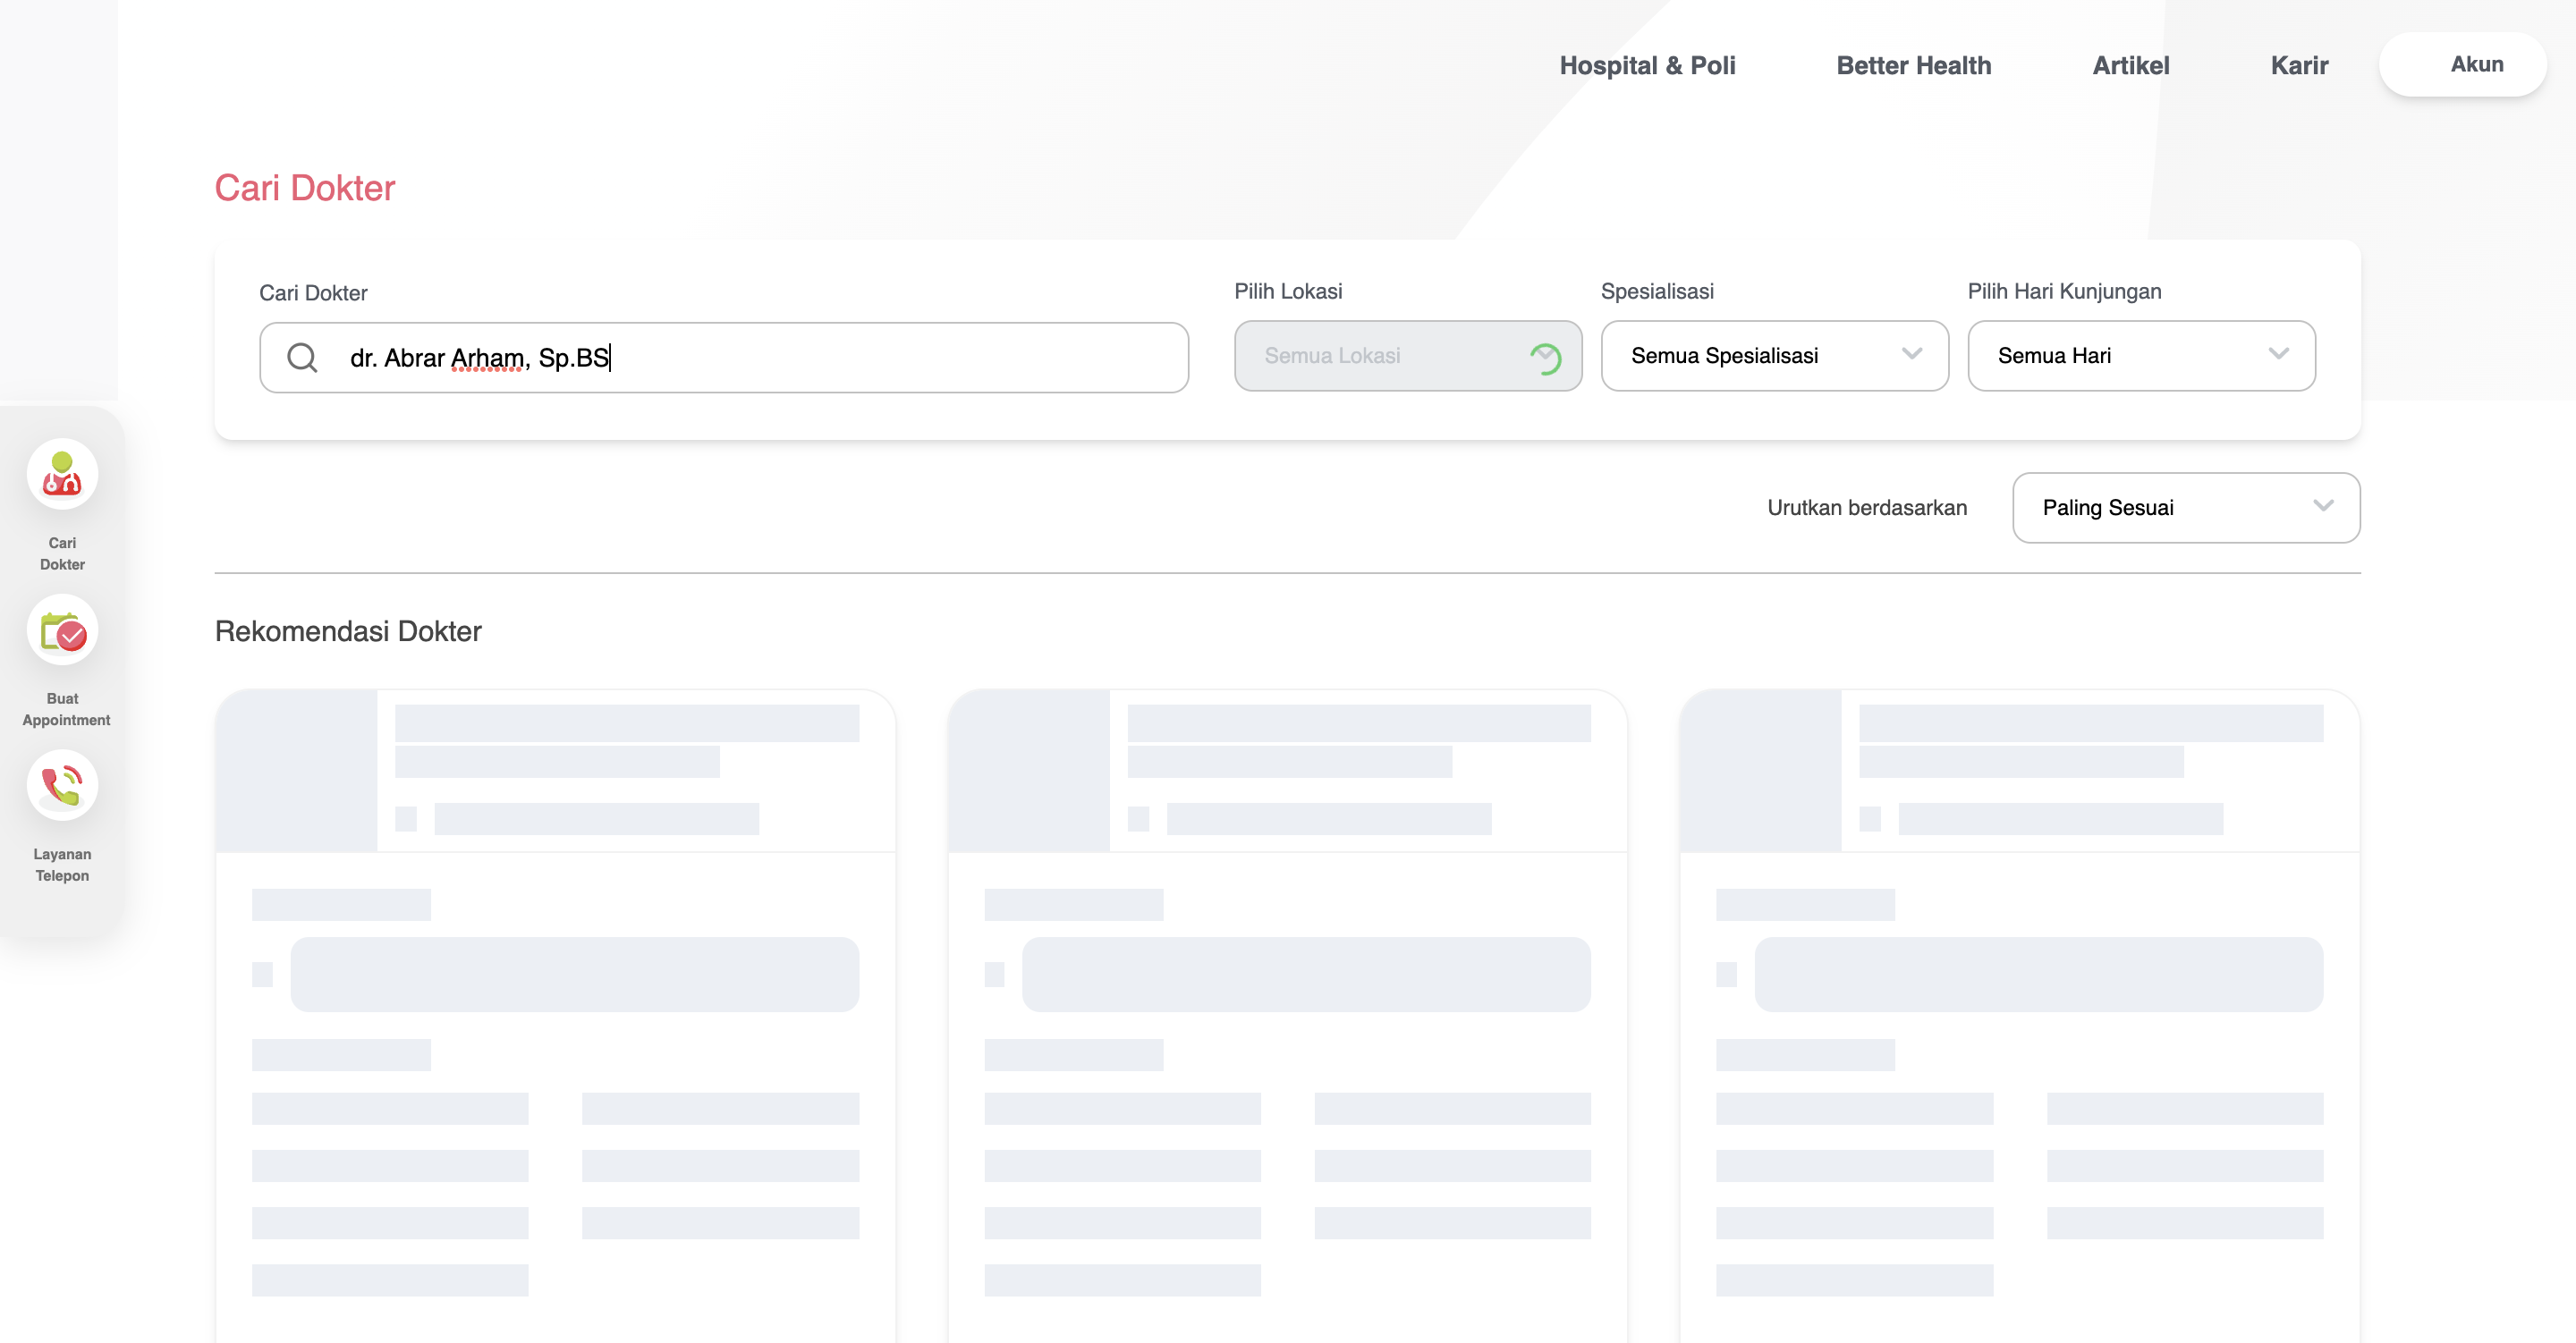 Hospital & Poli
Better Health
Artikel
Karir
Akun
Cari Dokter
Cari Dokter
Pilih Lokasi
Spesialisasi
Pilih Hari Kunjungan
dr. Abrar Arham, Sp.BS
Semua Lokasi
Semua Spesialisasi
Semua Hari
Urutkan berdasarkan
Paling Sesuai
Cari
Dokter
Buat
Appointment
Layanan
Telepon
Rekomendasi Dokter